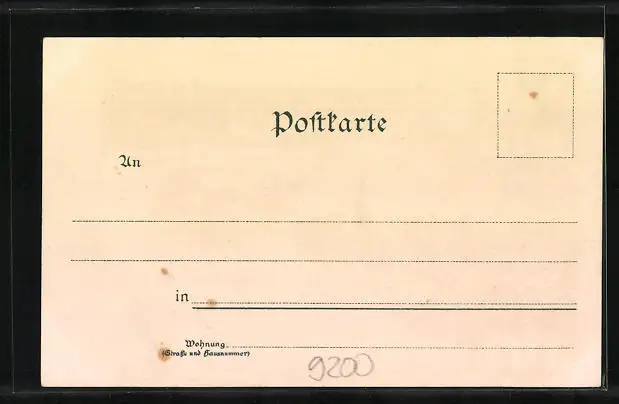 Postkarte
An
in
Wohnung
(Straße und Hausnummer)
9200